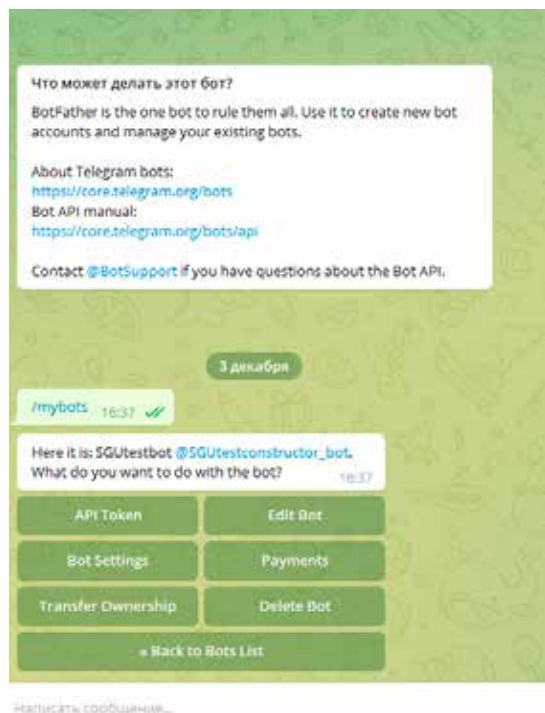 Что может делать этот бот?
BotFather is the one bot to rule them all. Use it to create new bot
accounts and manage your existing bots.
About Telegram bots:
https://core.telegram.org/bots
Bot API manual:
https://core.telegram.org/bots/api
Contact @BotSupport if you have questions about the Bot API.
3 декабря
/mybots 16:37
Here it is: SGUtestbot @SGUtestconstructor_bot.
What do you want to do with the bot? 16:37
API Token Edit Bot
Bot Settings Payments
Transfer Ownership Delete Bot
« Back to Bots List
Написать сообщение...